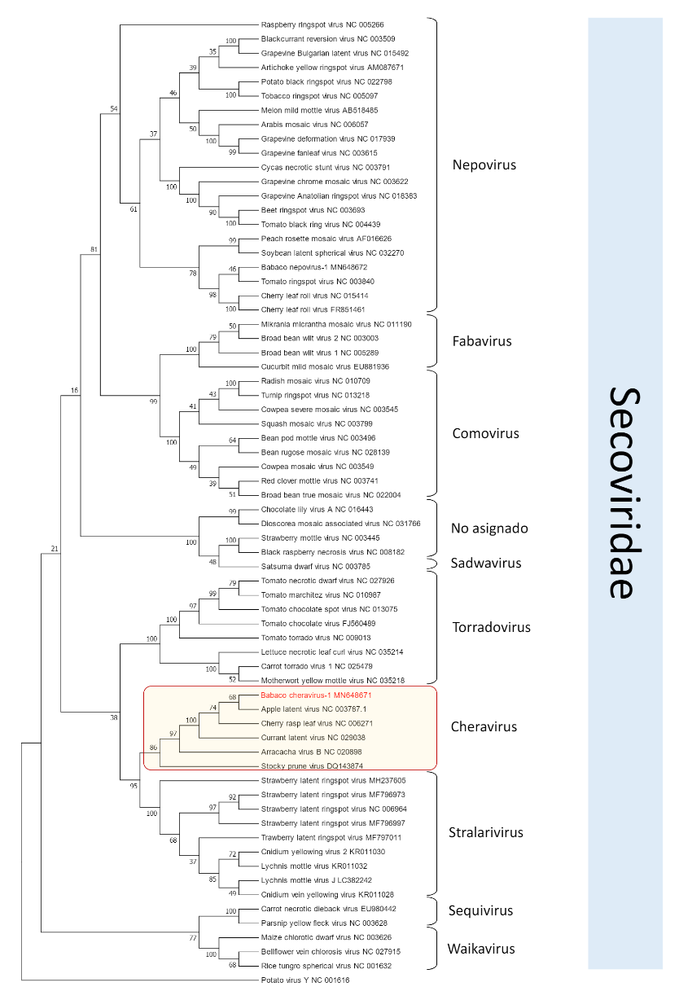 Raspberry ringspot virus NC 005266
100
Blackcurrant reversion virus NC 003509
35
Grapevine Bulgarian latent virus NC 015492
39
Artichoke yellow ringspot virus AM087671
Potato black ringspot virus NC 022798
46
100
Tobacco ringspot virus NC 005097
54
Melon mild mottle virus AB518485
50
Arabis mosaic virus NC 006057
37
100
Grapevine deformation virus NC 017939
99
Grapevine fanleaf virus NC 003615
Nepovirus
Cycas necrotic stunt virus NC 003791
100
Grapevine chrome mosaic virus NC 003622
100
Grapevine Anatolian ringspot virus NC 018383
61
90
Beet ringspot virus NC 003693
100
Tomato black ring virus NC 004439
99
Peach rosette mosaic virus AF016626
81
Soybean latent spherical virus NC 032270
78
46
Babaco nepovirus-1 MN648672
Tomato ringspot virus NC 003840
98
Cherry leaf roll virus NC 015414
100
Cherry leaf roll virus FR851461
50
Mikrania micrantha mosaic virus NC 011190
79
Broad bean wilt virus 2 NC 003003
Fabavirus
100
Broad bean wilt virus 1 NC 005289
Cucurbit mild mosaic virus EU881936
100
Radish mosaic virus NC 010709
16
43
Turnip ringspot virus NC 013218
99
41
Cowpea severe mosaic virus NC 003545
Squash mosaic virus NC 003799
Comovirus
100
64
Bean pod mottle virus NC 003496
Bean rugose mosaic virus NC 028139
49
Cowpea mosaic virus NC 003549
39
Red clover mottle virus NC 003741
51
Broad bean true mosaic virus NC 022004
99
Chocolate lily virus A NC 016443
Dioscorea mosaic associated virus NC 031766
No asignado
100
100
Strawberry mottle virus NC 003445
21
Black raspberry necrosis virus NC 008182
48
Satsuma dwarf virus NC 003785
Sadwavirus
79
Tomato necrotic dwarf virus NC 027926
99
Tomato marchitez virus NC 010987
97
Tomato chocolate spot virus NC 013075
100
Tomato chocolate virus FJ560489
Torradovirus
100
Tomato torrado virus NC 009013
Lettuce necrotic leaf curl virus NC 035214
100
Carrot torrado virus 1 NC 025479
52
Motherwort yellow mottle virus NC 035218
68
Babaco cheravirus-1 MN648671
74
Apple latent virus NC 003787.1
38
100
Cherry rasp leaf virus NC 006271
Cheravirus
97
Currant latent virus NC 029038
86
Arracacha virus B NC 020898
Stocky prune virus DQ143874
95
Strawberry latent ringspot virus MH237605
92
Strawberry latent ringspot virus MF796973
100
97
Strawberry latent ringspot virus NC 006964
Strawberry latent ringspot virus MF796997
68
Trawberry latent ringspot virus MF797011
Stralarivirus
37
72
Cnidium yellowing virus 2 KR011030
Lychnis mottle virus KR011032
85
Lychnis mottle virus J LC382242
49
Cnidium vein yellowing virus KR011028
100
Carrot necrotic dieback virus EU980442
Sequivirus
Parsnip yellow fleck virus NC 003628
77
Maize chlorotic dwarf virus NC 003626
100
Bellflower vein chlorosis virus NC 027915
Waikavirus
68
Rice tungro spherical virus NC 001632
Potato virus Y NC 001616
Secoviridae